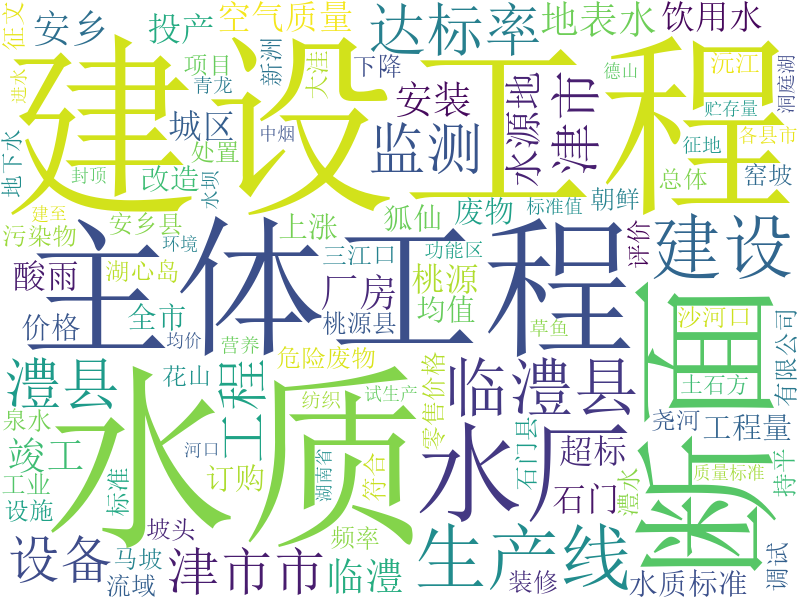 征文
安乡
投产
空气质量
达标率
地表水
饮用水
进水
项目
青龙
新洲
大洼
下降
德山
沅江
洞庭湖
建设工程
安装
水源地
津市
贮存量
各县市
地下水
城区
处置
中烟
监测
征地
窑坡
封顶
改造
水坝
狐仙
废物
标准值
朝鲜
总体
建至
安乡县
污染物
环境
上涨
三江口
功能区
评价
建设
主体工程
酸雨
湖心岛
厂房
桃源
价格
全市
均价
桃源县
均值
草鱼
沙河口
有限公司
澧县
营养
危险废物
零售价格
临澧县
断面
土石方
泉水
花山
工程
纺织
试生产
水质
水厂
尧河
工程量
竣工
河口
湖南省
石门县
超标
持平
工业
标准
订购
符合
石门
澧水
质量标准
设施
坡头
频率
设备
马坡
流域
津市市
临澧
生产线
装修
水质标准
调试